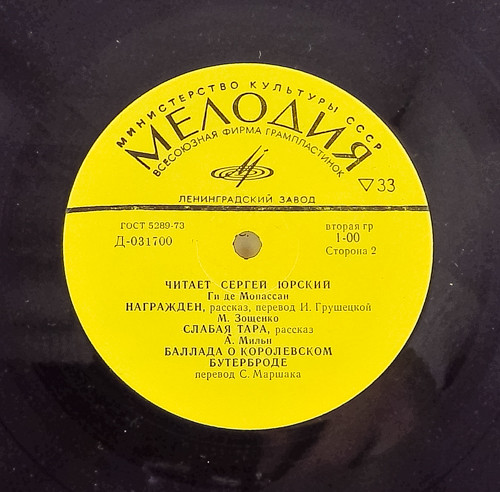 МИНИСТЕРСТВО КУЛЬТУРЫ СССР
МЕЛОДИЯ
ВСЕСОЮЗНАЯ ФИРМА ГРАМПЛАСТИНОК
▽33
ЛЕНИНГРАДСКИЙ ЗАВОД
ГОСТ 5289-73
Д-031700
вторая гр
1-00
Сторона 2
ЧИТАЕТ СЕРГЕЙ ЮРСКИЙ
Ги де Мопассан
НАГРАЖДЕН, рассказ, перевод И. Грушецкой
М. Зощенко
СЛАБАЯ ТАРА, рассказ
А. Мильн
БАЛЛАДА О КОРОЛЕВСКОМ
БУТЕРБРОДЕ
перевод С. Маршака